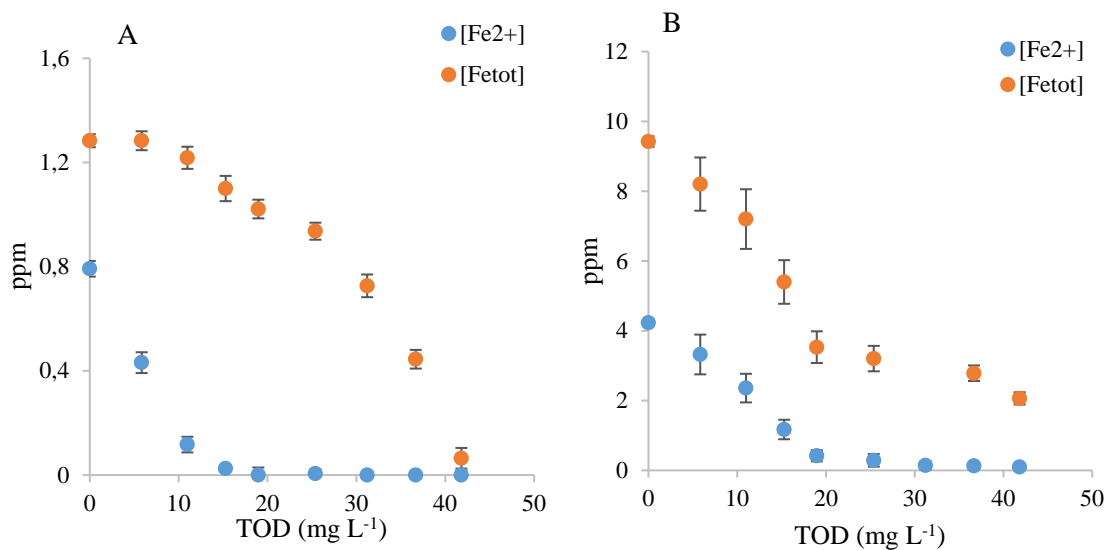 A
[Fe2+]
[Fetot]
1,6
1,2
0,8
0,4
0
ppm
0 10 20 30 40 50
TOD (mg L⁻¹)
B
[Fe2+]
[Fetot]
12
10
8
6
4
2
0
ppm
0 10 20 30 40 50
TOD (mg L⁻¹)